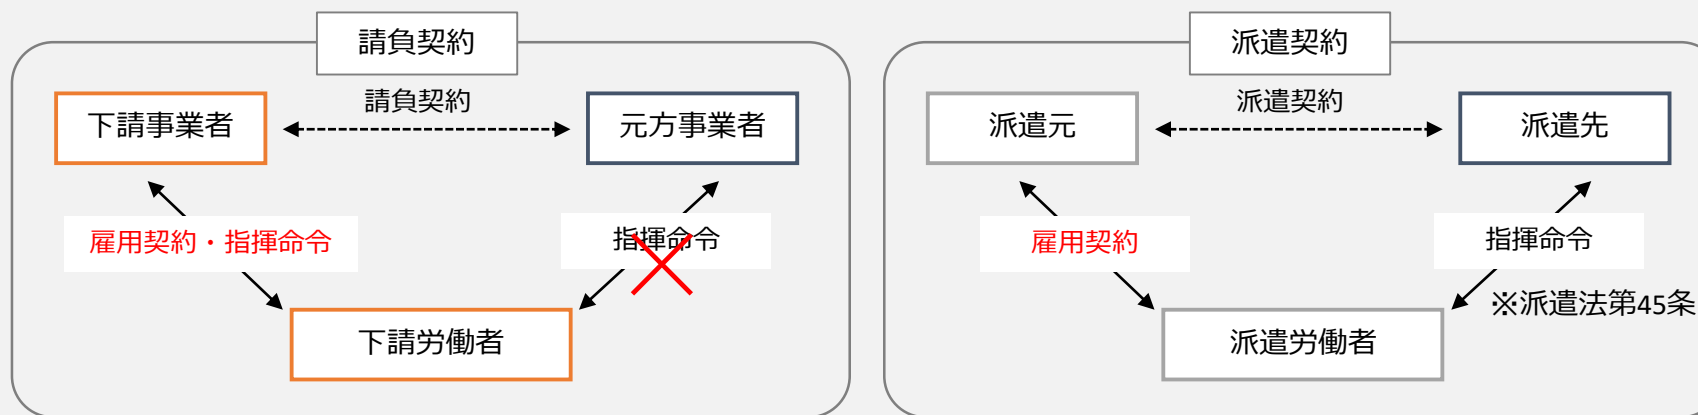 請負契約
請負契約
下請事業者
元方事業者
雇用契約・指揮命令
指揮命令
下請労働者
派遣契約
派遣契約
派遣元
派遣先
雇用契約
指揮命令
※派遣法第45条
派遣労働者